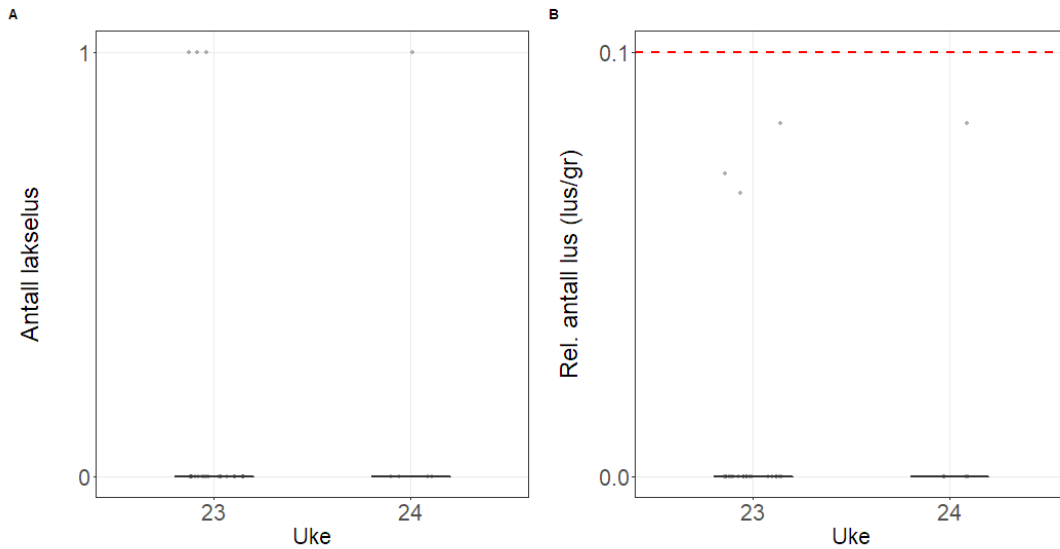 A
Antall lakselus
1
0
23
24
Uke
B
Rel. antall lus (lus/gr)
0.1
0.0
23
24
Uke